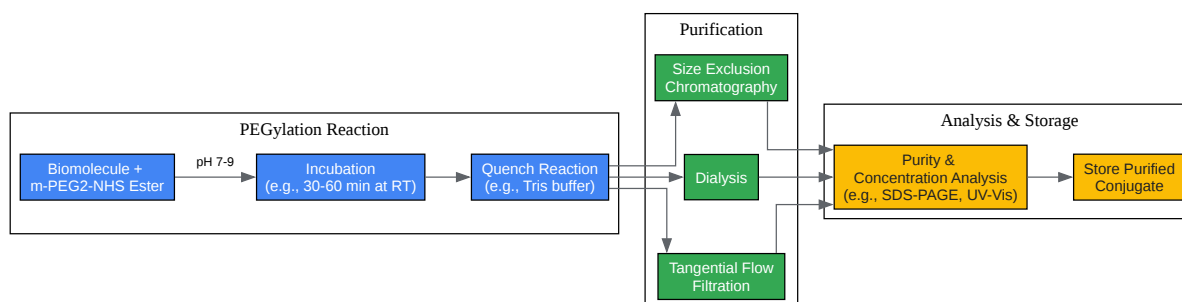 PEGylation Reaction
Biomolecule +
m-PEG2-NHS Ester
pH 7-9
Incubation
(e.g., 30-60 min at RT)
Quench Reaction
(e.g., Tris buffer)
Purification
Size Exclusion
Chromatography
Dialysis
Tangential Flow
Filtration
Analysis & Storage
Purity &
Concentration Analysis
(e.g., SDS-PAGE, UV-Vis)
Store Purified
Conjugate